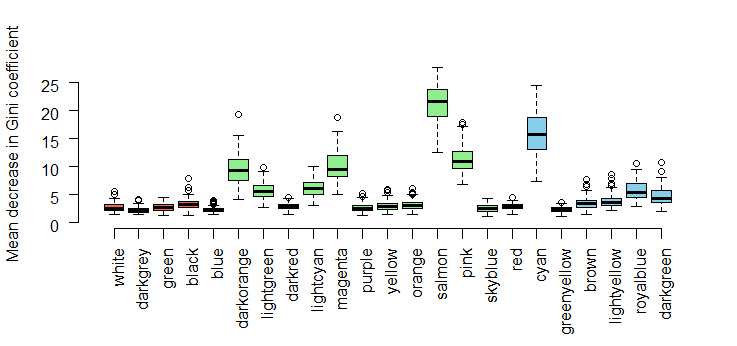 Mean decrease in Gini coefficient
25
20
15
10
5
0
white
darkgrey
green
black
blue
darkorange
lightgreen
darkred
lightcyan
magenta
purple
yellow
orange
salmon
pink
skyblue
red
cyan
greenyellow
brown
lightyellow
royalblue
darkgreen